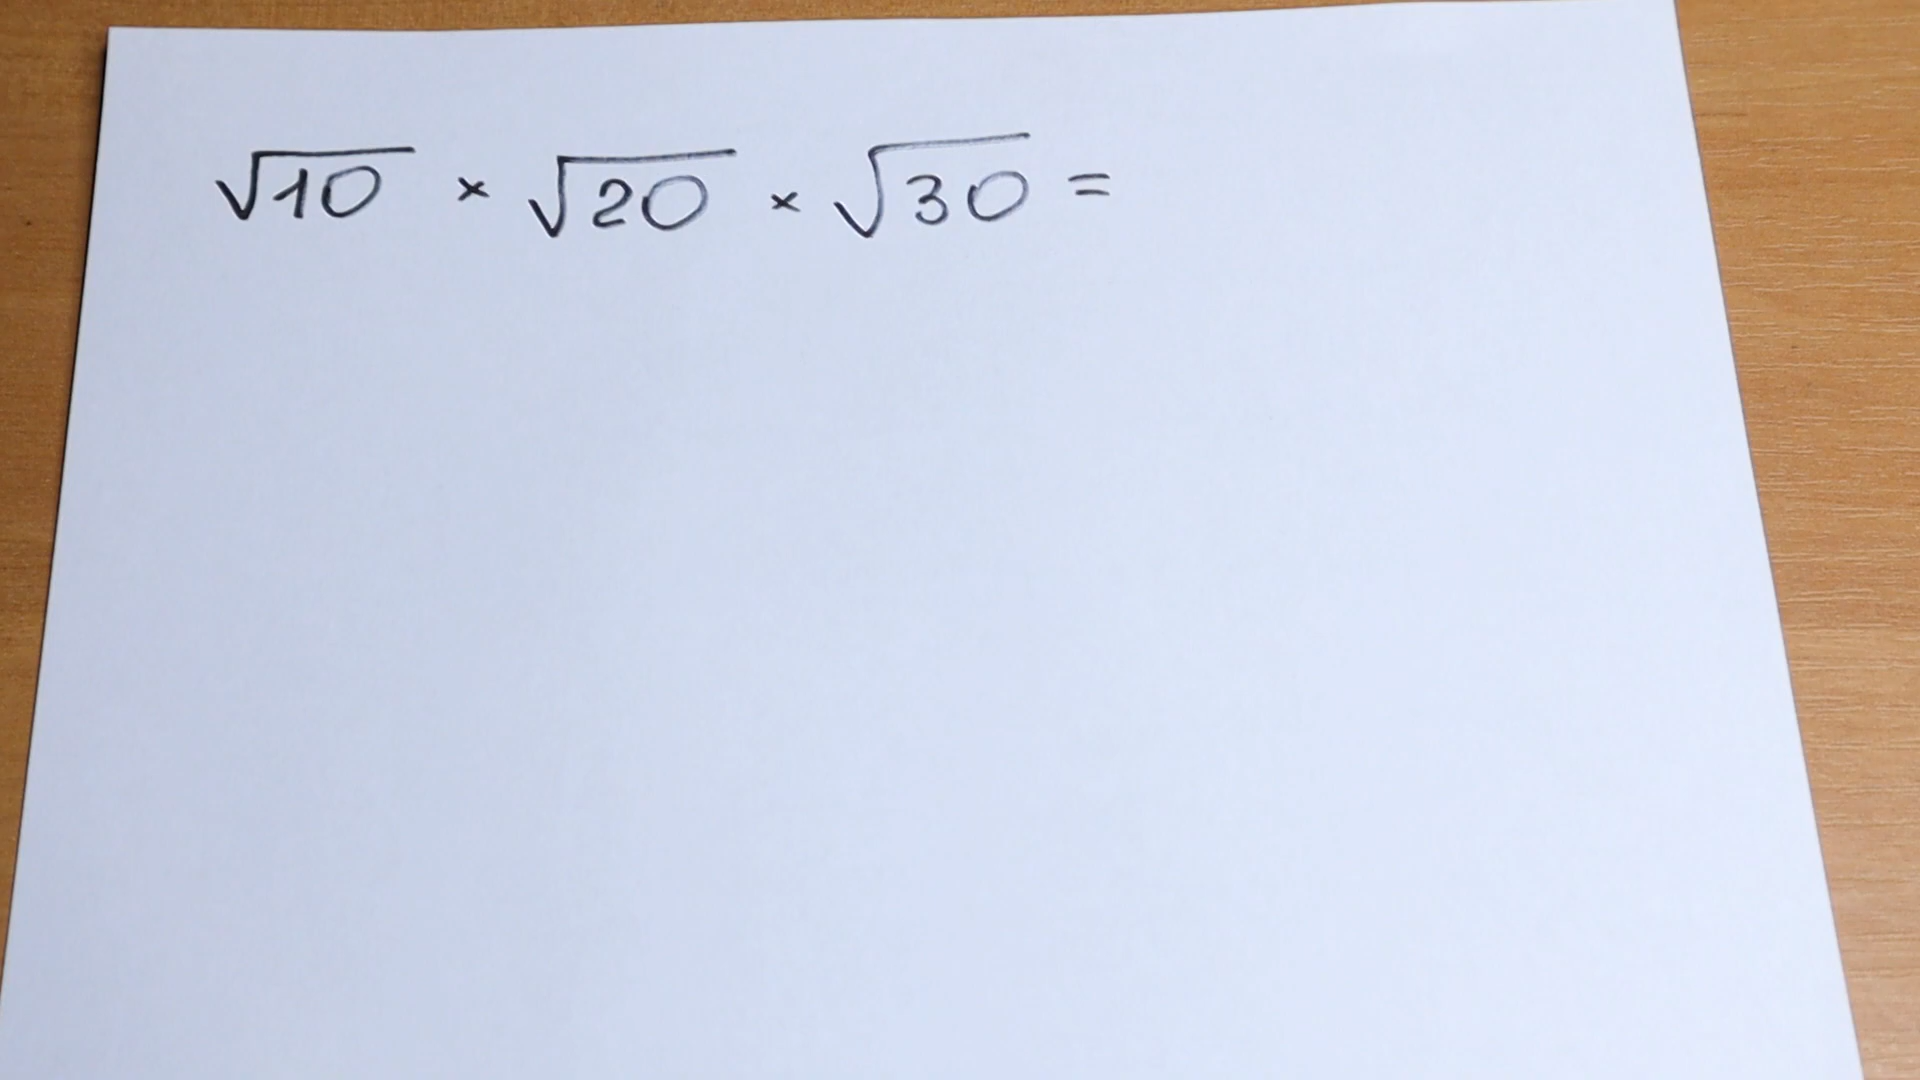 √10 × √20 × √30 =